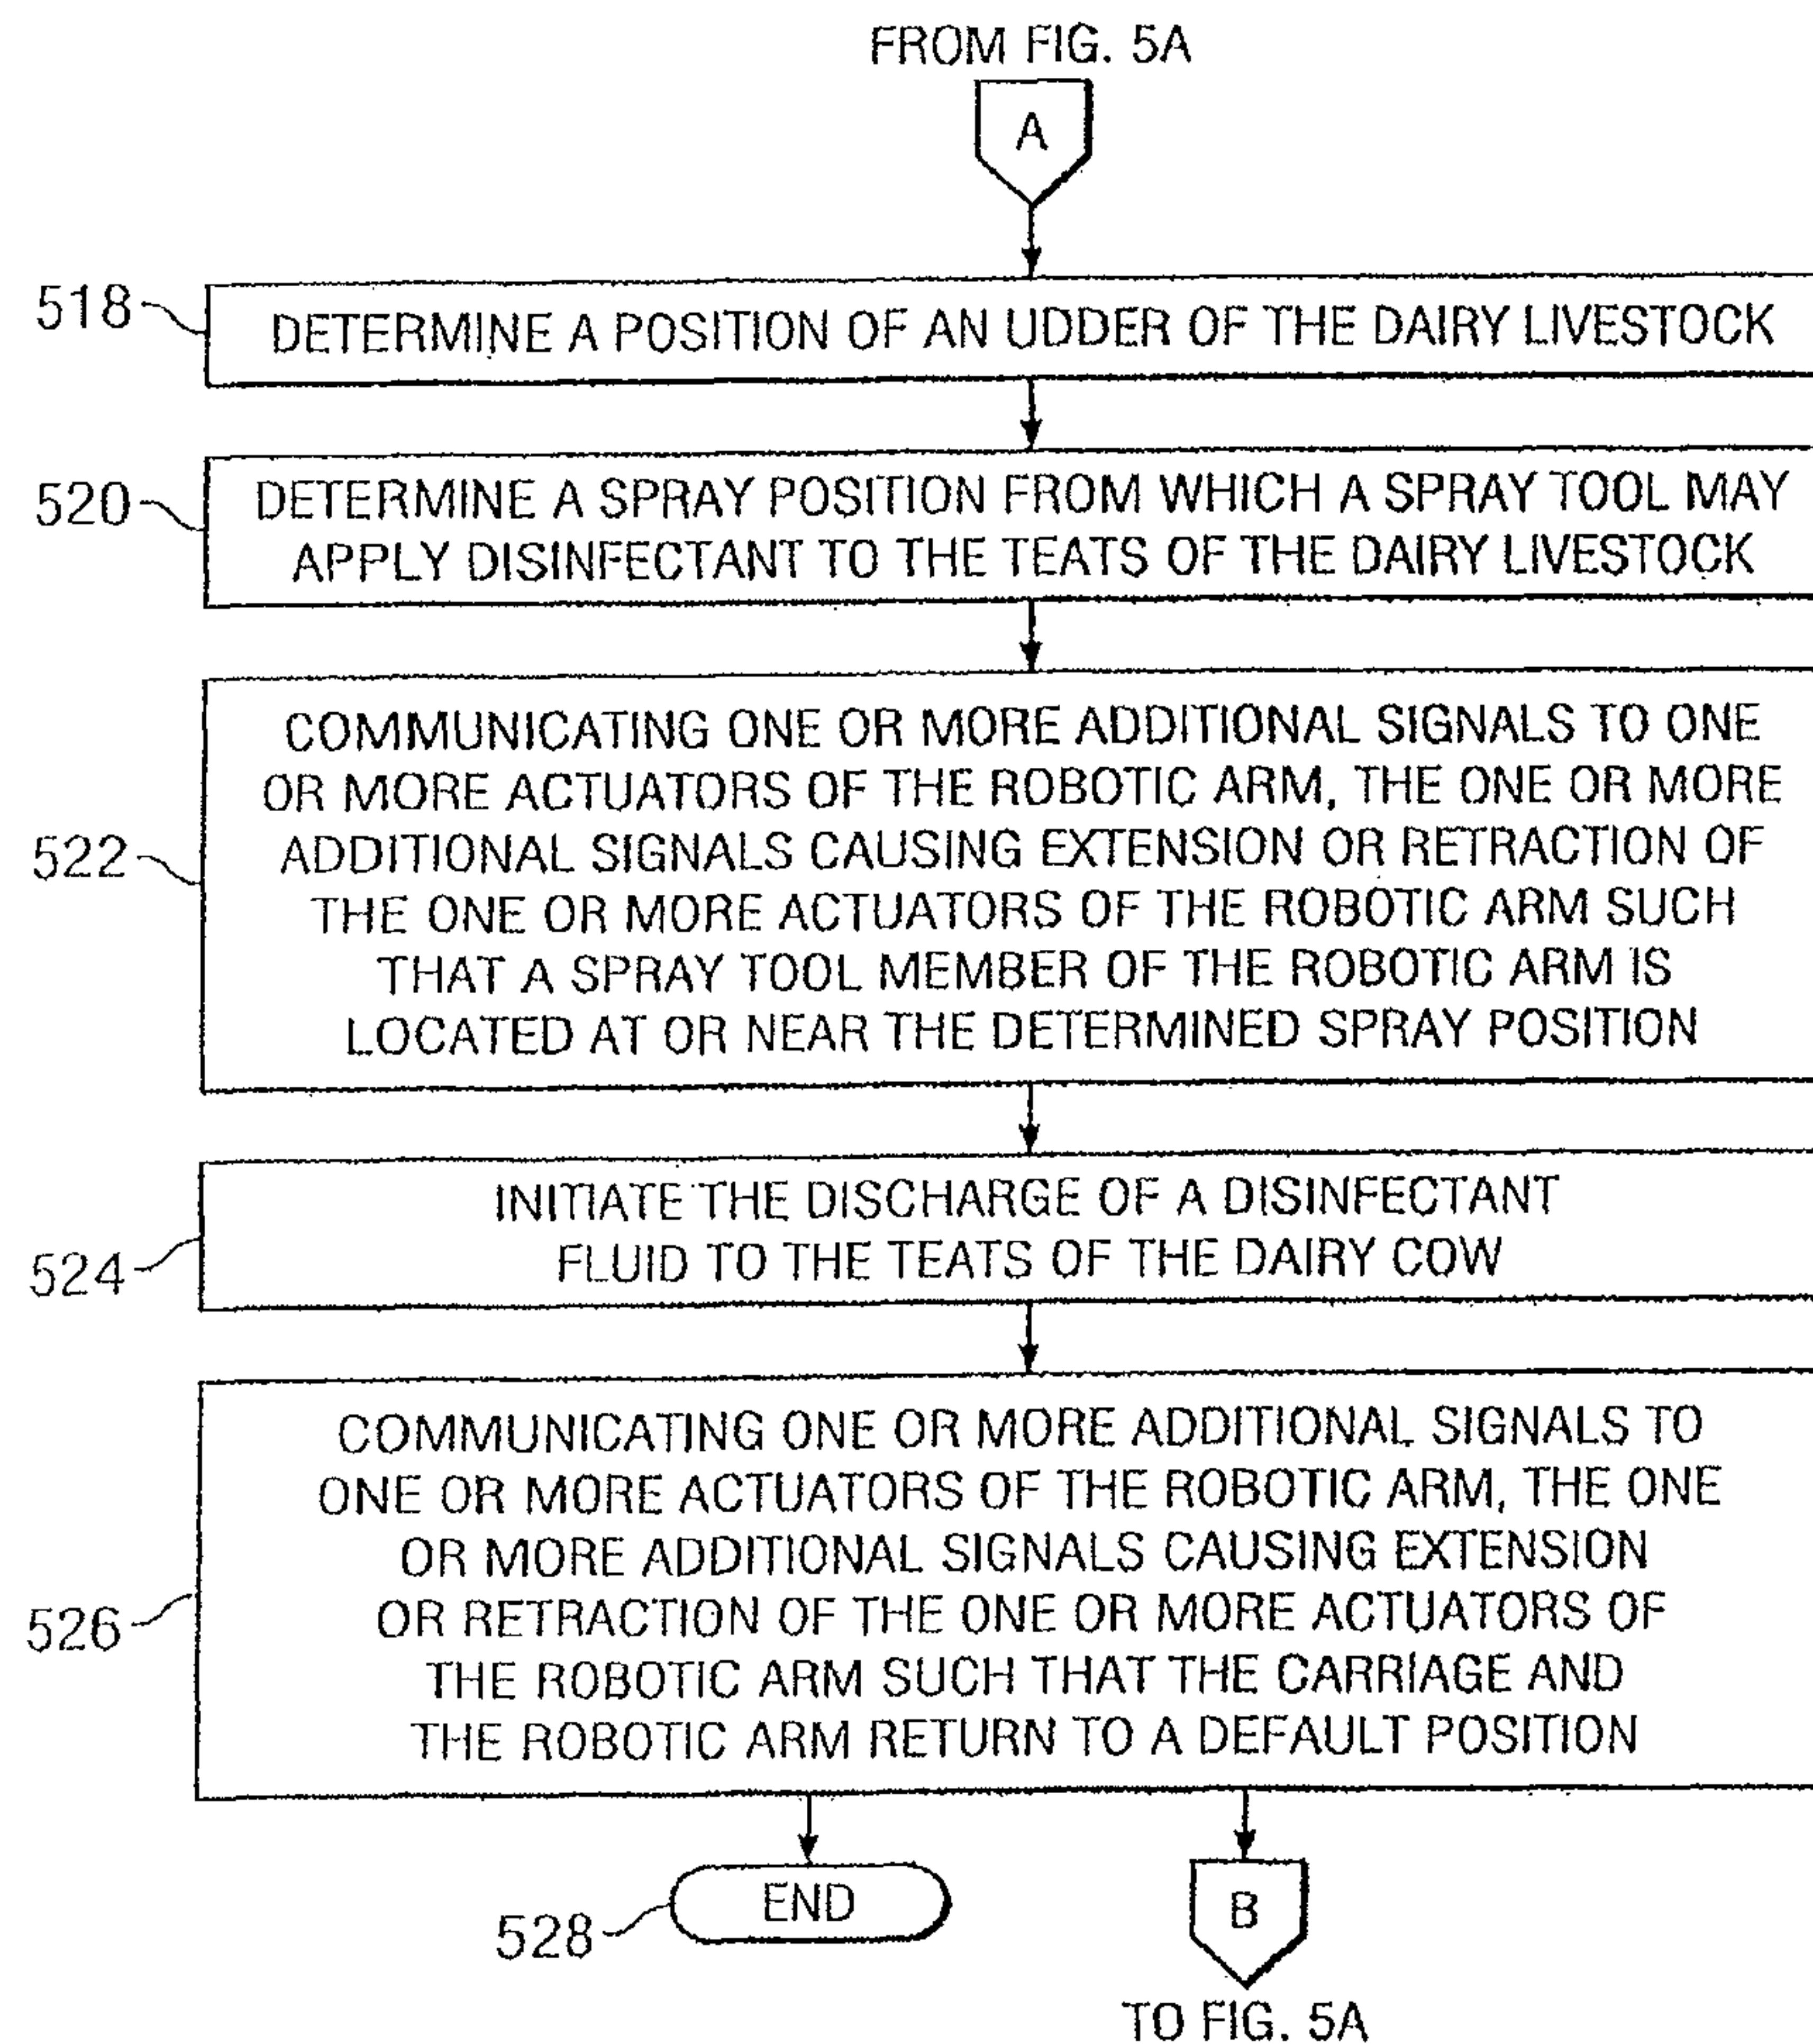 FROM FIG. 5A
A
518
DETERMINE A POSITION OF AN UDDER OF THE DAIRY LIVESTOCK
520
DETERMINE A SPRAY POSITION FROM WHICH A SPRAY TOOL MAY
APPLY DISINFECTANT TO THE TEATS OF THE DAIRY LIVESTOCK
522
COMMUNICATING ONE OR MORE ADDITIONAL SIGNALS TO ONE
OR MORE ACTUATORS OF THE ROBOTIC ARM, THE ONE OR MORE
ADDITIONAL SIGNALS CAUSING EXTENSION OR RETRACTION OF
THE ONE OR MORE ACTUATORS OF THE ROBOTIC ARM SUCH
THAT A SPRAY TOOL MEMBER OF THE ROBOTIC ARM IS
LOCATED AT OR NEAR THE DETERMINED SPRAY POSITION
524
INITIATE THE DISCHARGE OF A DISINFECTANT
FLUID TO THE TEATS OF THE DAIRY COW
526
COMMUNICATING ONE OR MORE ADDITIONAL SIGNALS TO
ONE OR MORE ACTUATORS OF THE ROBOTIC ARM, THE ONE
OR MORE ADDITIONAL SIGNALS CAUSING EXTENSION
OR RETRACTION OF THE ONE OR MORE ACTUATORS OF
THE ROBOTIC ARM SUCH THAT THE CARRIAGE AND
THE ROBOTIC ARM RETURN TO A DEFAULT POSITION
528
END
B
TO FIG. 5A